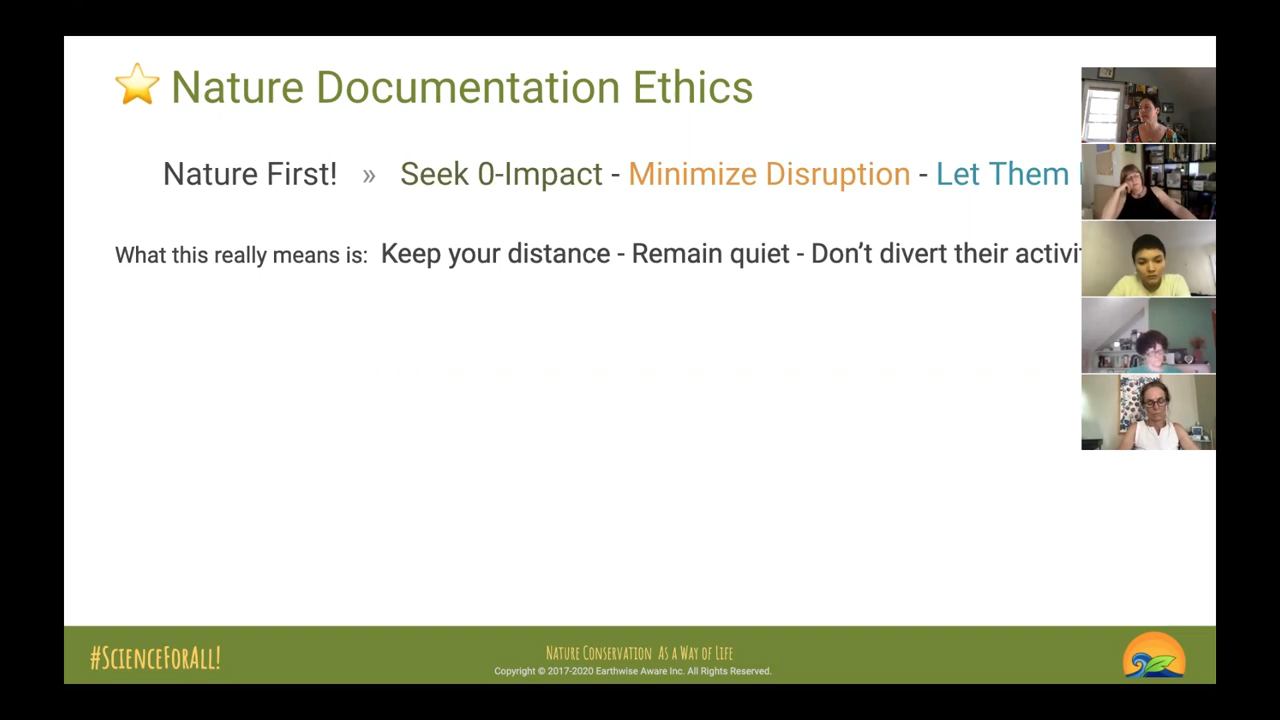 Nature Documentation Ethics
Nature First! » Seek 0-Impact - Minimize Disruption - Let Them
What this really means is: Keep your distance - Remain quiet - Don’t divert their
#ScienceForAll!
Nature Conservation As a Way of Life
Copyright © 2017-2020 Earthwise Aware Inc. All Rights Reserved.